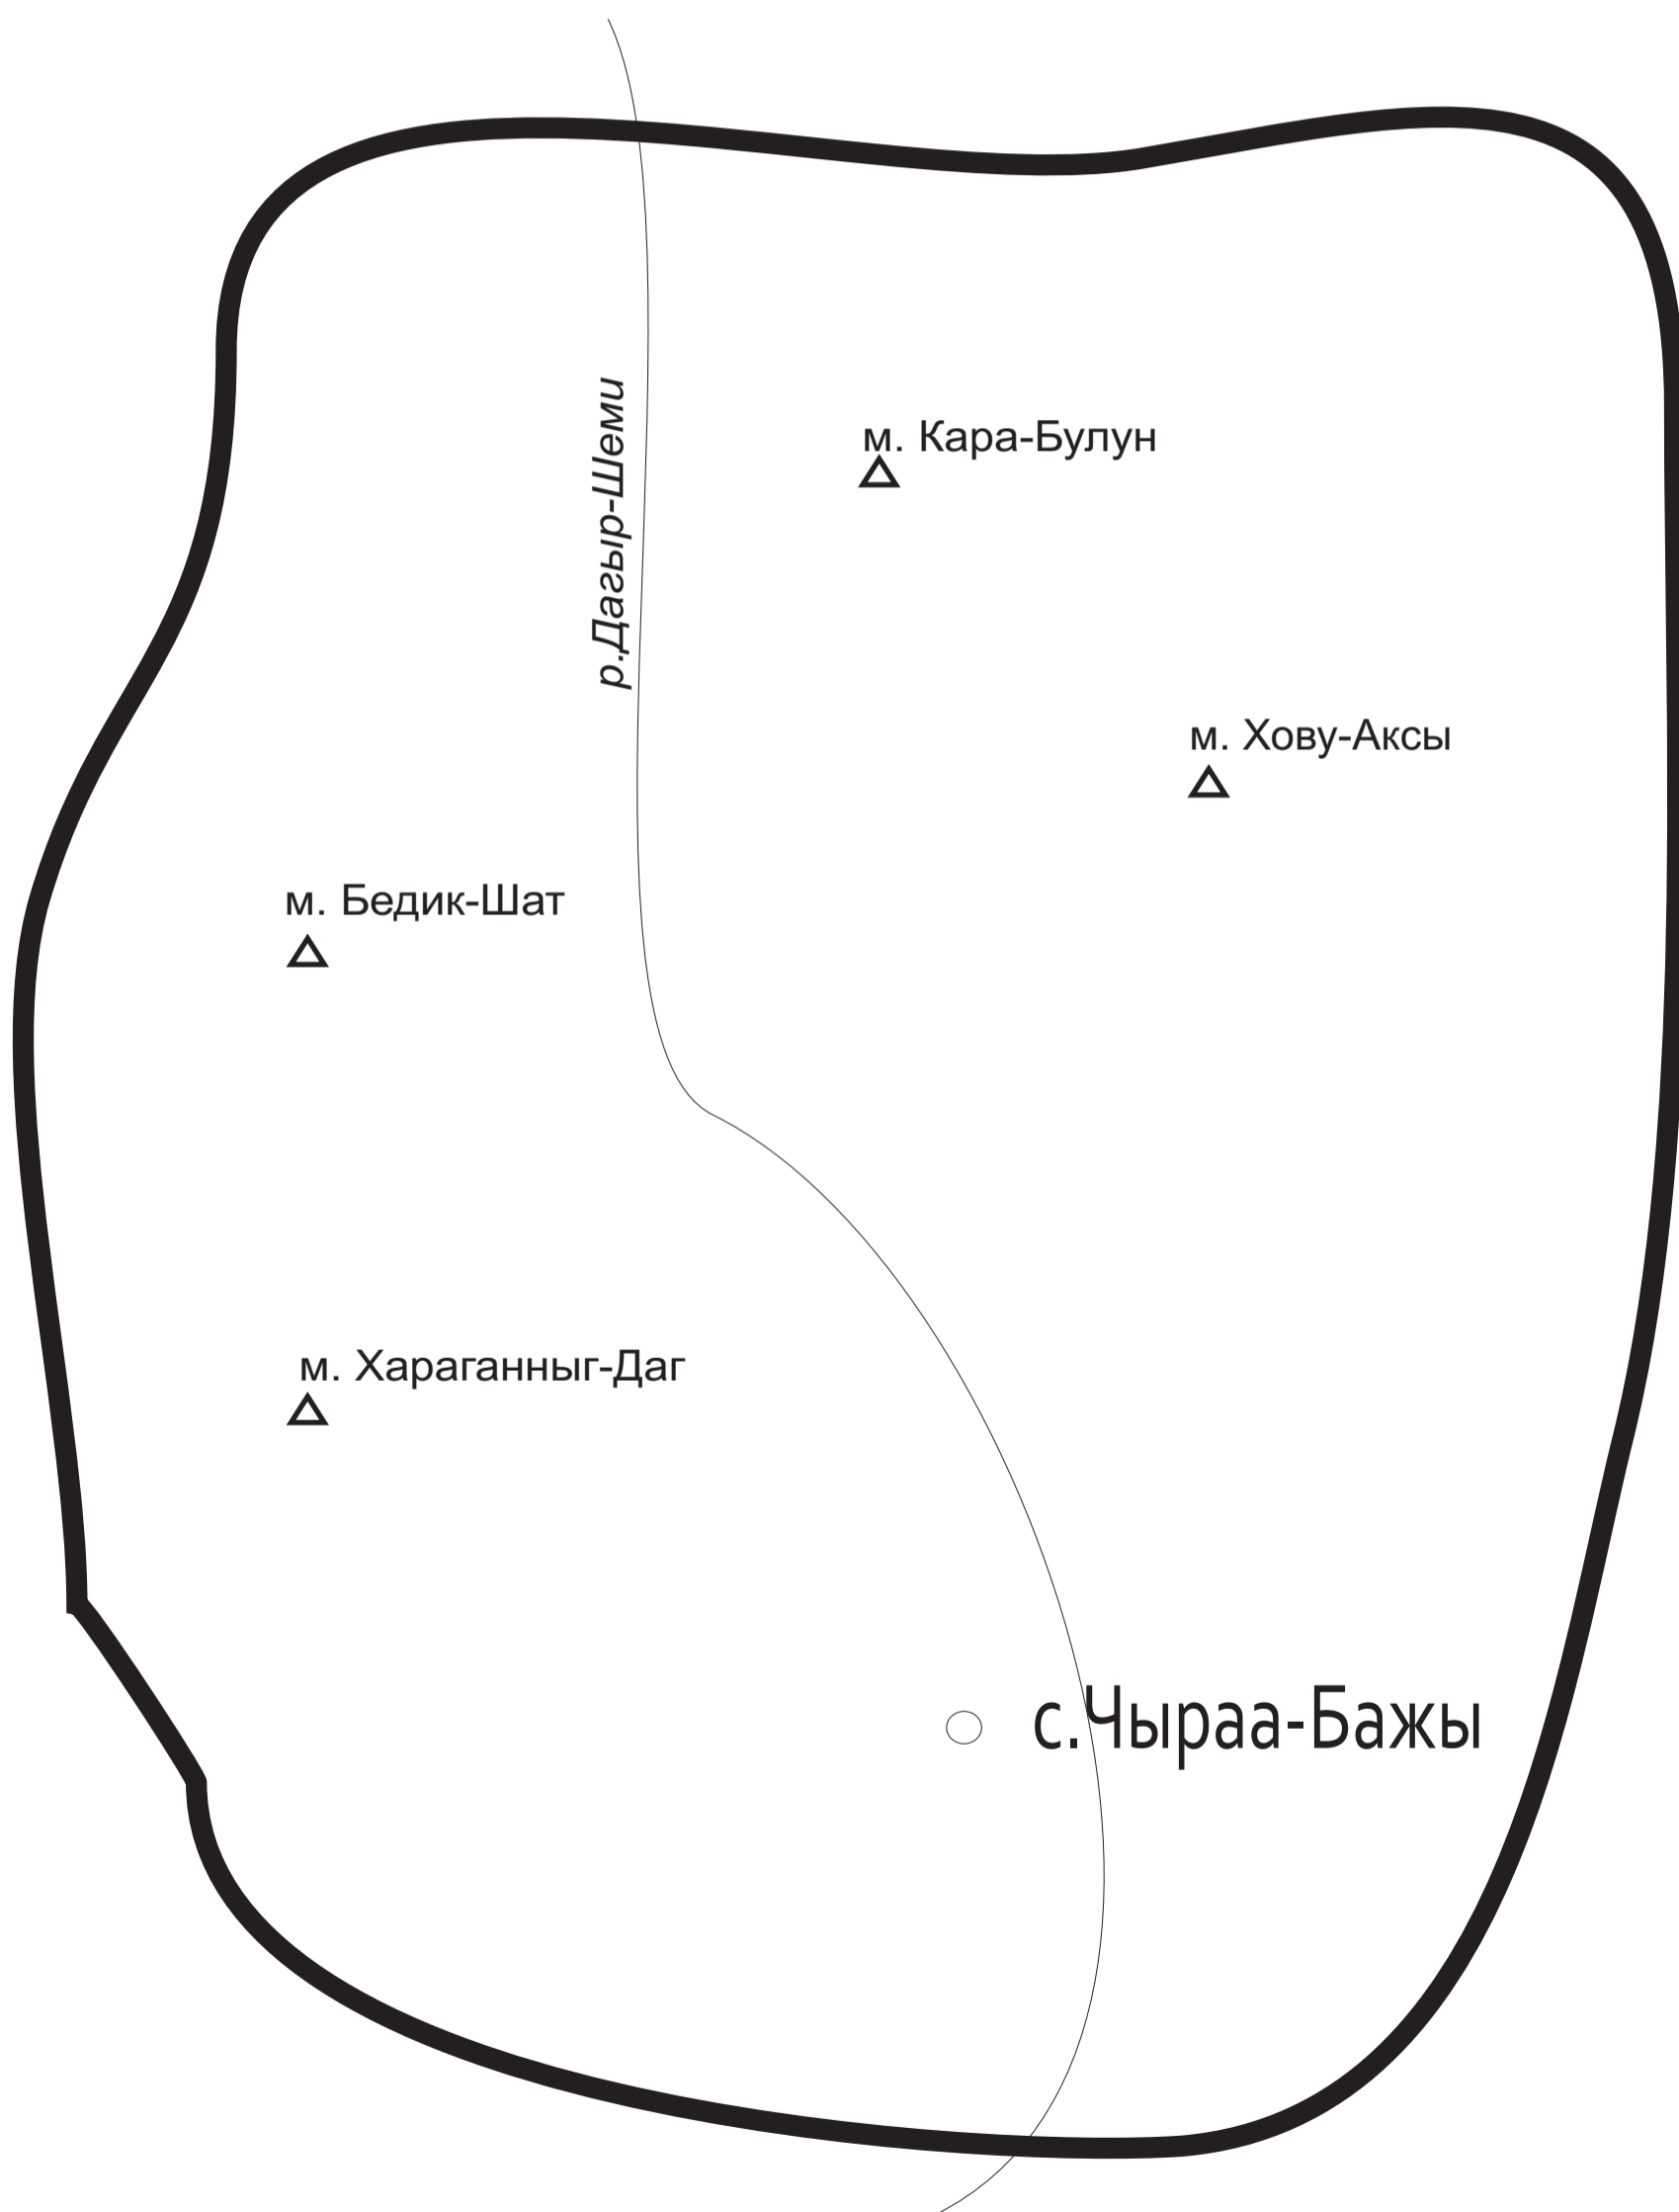 р.Дагыр-Шеми
м. Кара-Булун
м. Хову-Аксы
м. Бедик-Шат
м. Хараганныг-Даг
с.Чыраа-Бажы